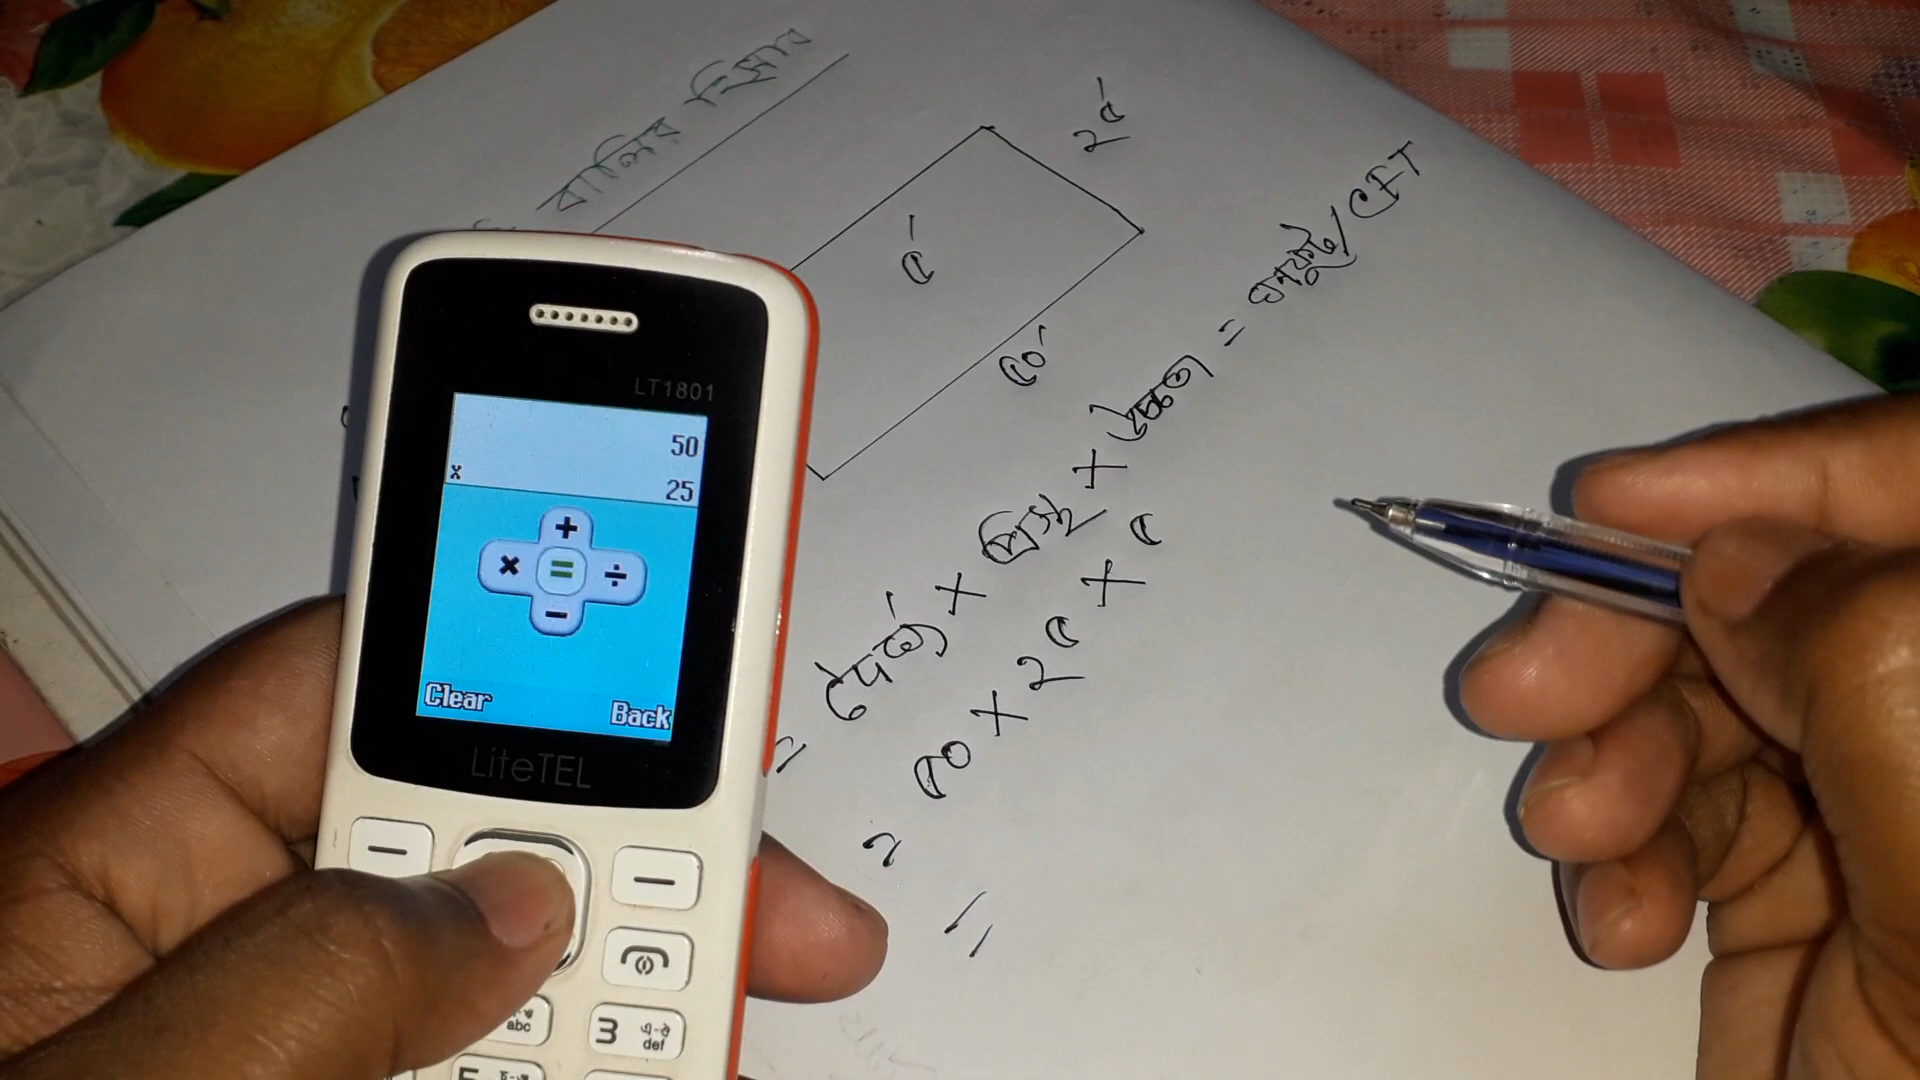 বালির হিসাব
২৫'
৫'
৫০'
= দৈর্ঘ্য × প্রস্থ × উচ্চতা = ঘনফুট/CFT
= ৫০ × ২৫ × ৫
=
LT1801
50
x
25
+
× = ÷
−
Clear Back
LiteTEL
abc
3 এ-ঐ def
5